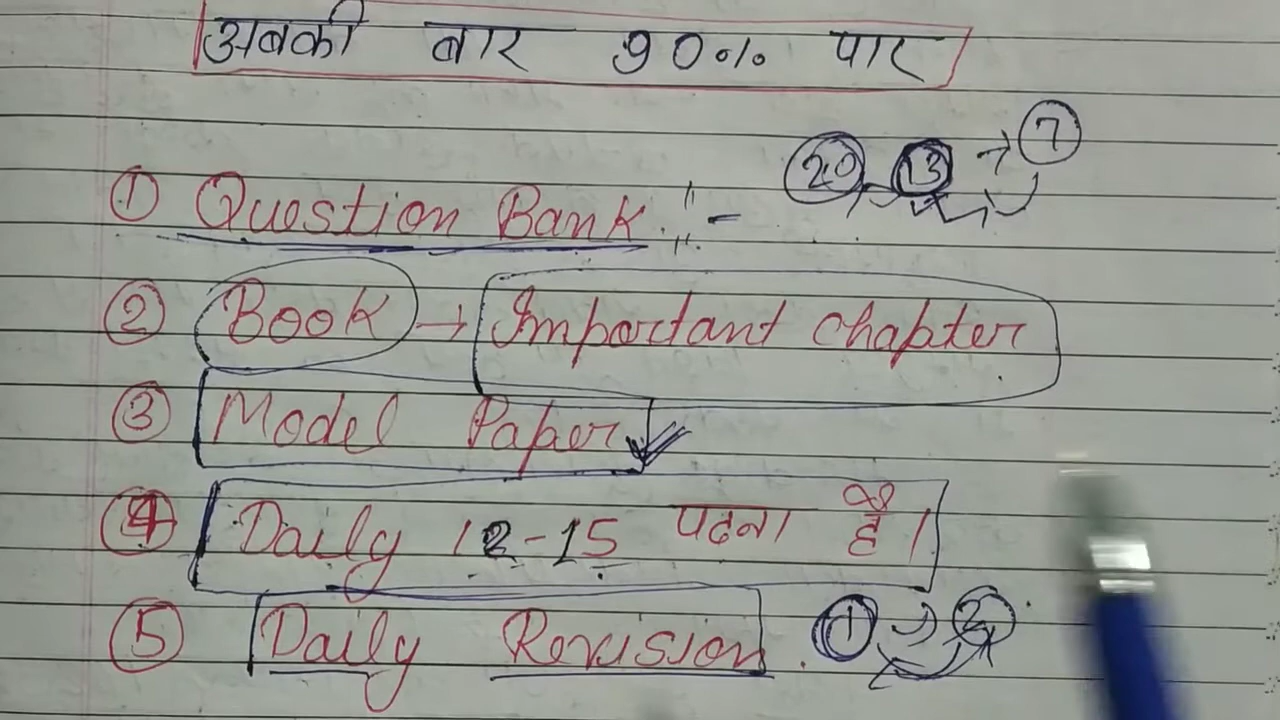 अबकी बार 90% पार
20 13 → 7
① Question Bank :-
② Book → Important chapter
③ Model Paper
④ Daily 12-15 पढना है।
⑤ Daily Revision. 1 2